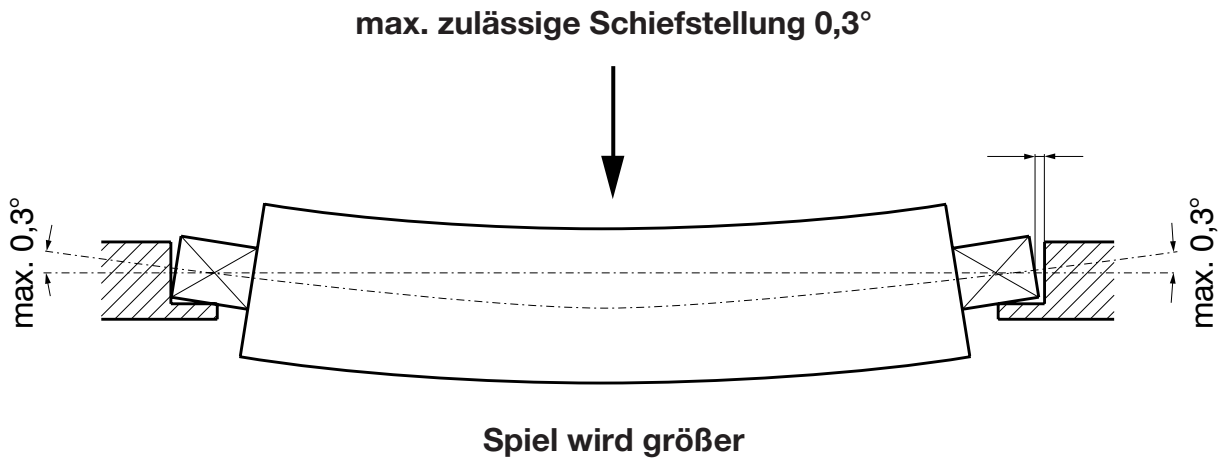 max. zulässige Schiefstellung 0,3°
max. 0,3°
max. 0,3°
Spiel wird größer